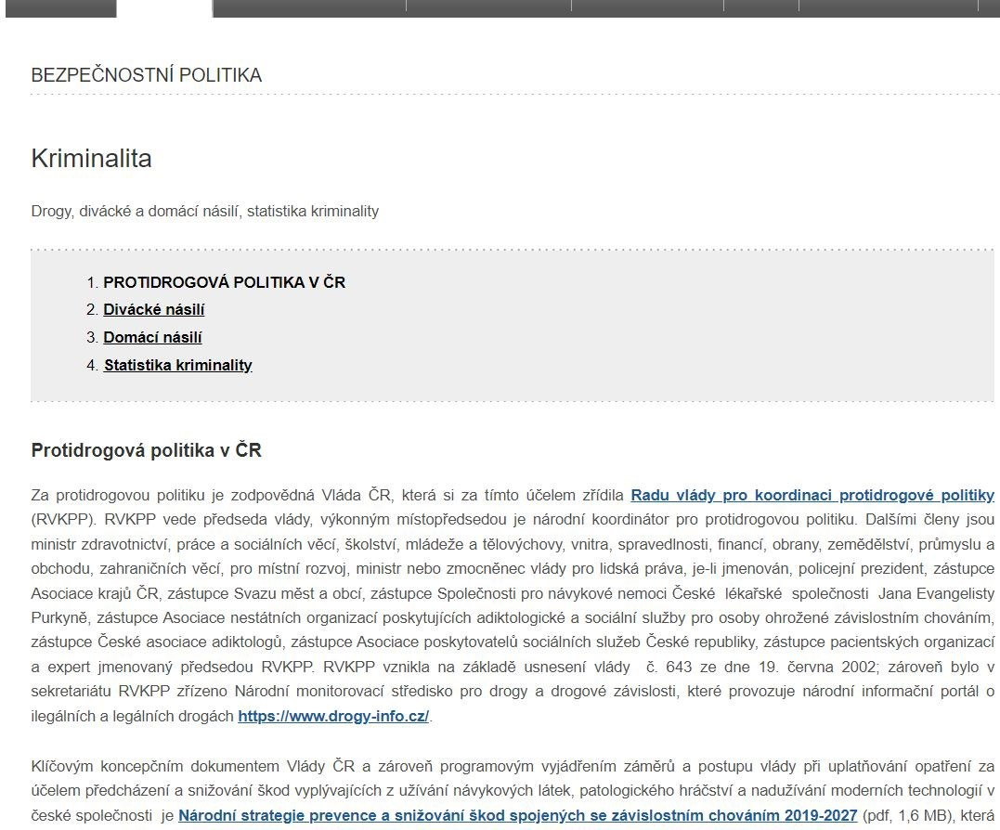 BEZPEČNOSTNÍ POLITIKA
Kriminalita
Drogy, divácké a domácí násilí, statistika kriminality
1. PROTIDROGOVÁ POLITIKA V ČR
2. Divácké násilí
3. Domácí násilí
4. Statistika kriminality
Protidrogová politika v ČR
Za protidrogovou politiku je zodpovědná Vláda ČR, která si za tímto účelem zřídila Radu vlády pro koordinaci protidrogové politiky
(RVKPP). RVKPP vede předseda vlády, výkonným místopředsedou je národní koordinátor pro protidrogovou politiku. Dalšími členy jsou
ministr zdravotnictví, práce a sociálních věcí, školství, mládeže a tělovýchovy, vnitra, spravedlnosti, financí, obrany, zemědělství, průmyslu a
obchodu, zahraničních věcí, pro místní rozvoj, ministr nebo zmocněnec vlády pro lidská práva, je-li jmenován, policejní prezident, zástupce
Asociace krajů ČR, zástupce Svazu měst a obcí, zástupce Společnosti pro návykové nemoci České lékařské společnosti Jana Evangelisty
Purkyně, zástupce Asociace nestátních organizací poskytujících adiktologické a sociální služby pro osoby ohrožené závislostním chováním,
zástupce České asociace adiktologů, zástupce Asociace poskytovatelů sociálních služeb České republiky, zástupce pacientských organizací
a expert jmenovaný předsedou RVKPP. RVKPP vznikla na základě usnesení vlády č. 643 ze dne 19. června 2002; zároveň bylo v
sekretariátu RVKPP zřízeno Národní monitorovací středisko pro drogy a drogové závislosti, které provozuje národní informační portál o
ilegálních a legálních drogách https://www.drogy-info.cz/.
Klíčovým koncepčním dokumentem Vlády ČR a zároveň programovým vyjádřením záměrů a postupu vlády při uplatňování opatření za
účelem předcházení a snižování škod vyplývajících z užívání návykových látek, patologického hráčství a nadužívání moderních technologií v
české společnosti je Národní strategie prevence a snižování škod spojených se závislostním chováním 2019-2027 (pdf, 1,6 MB), která